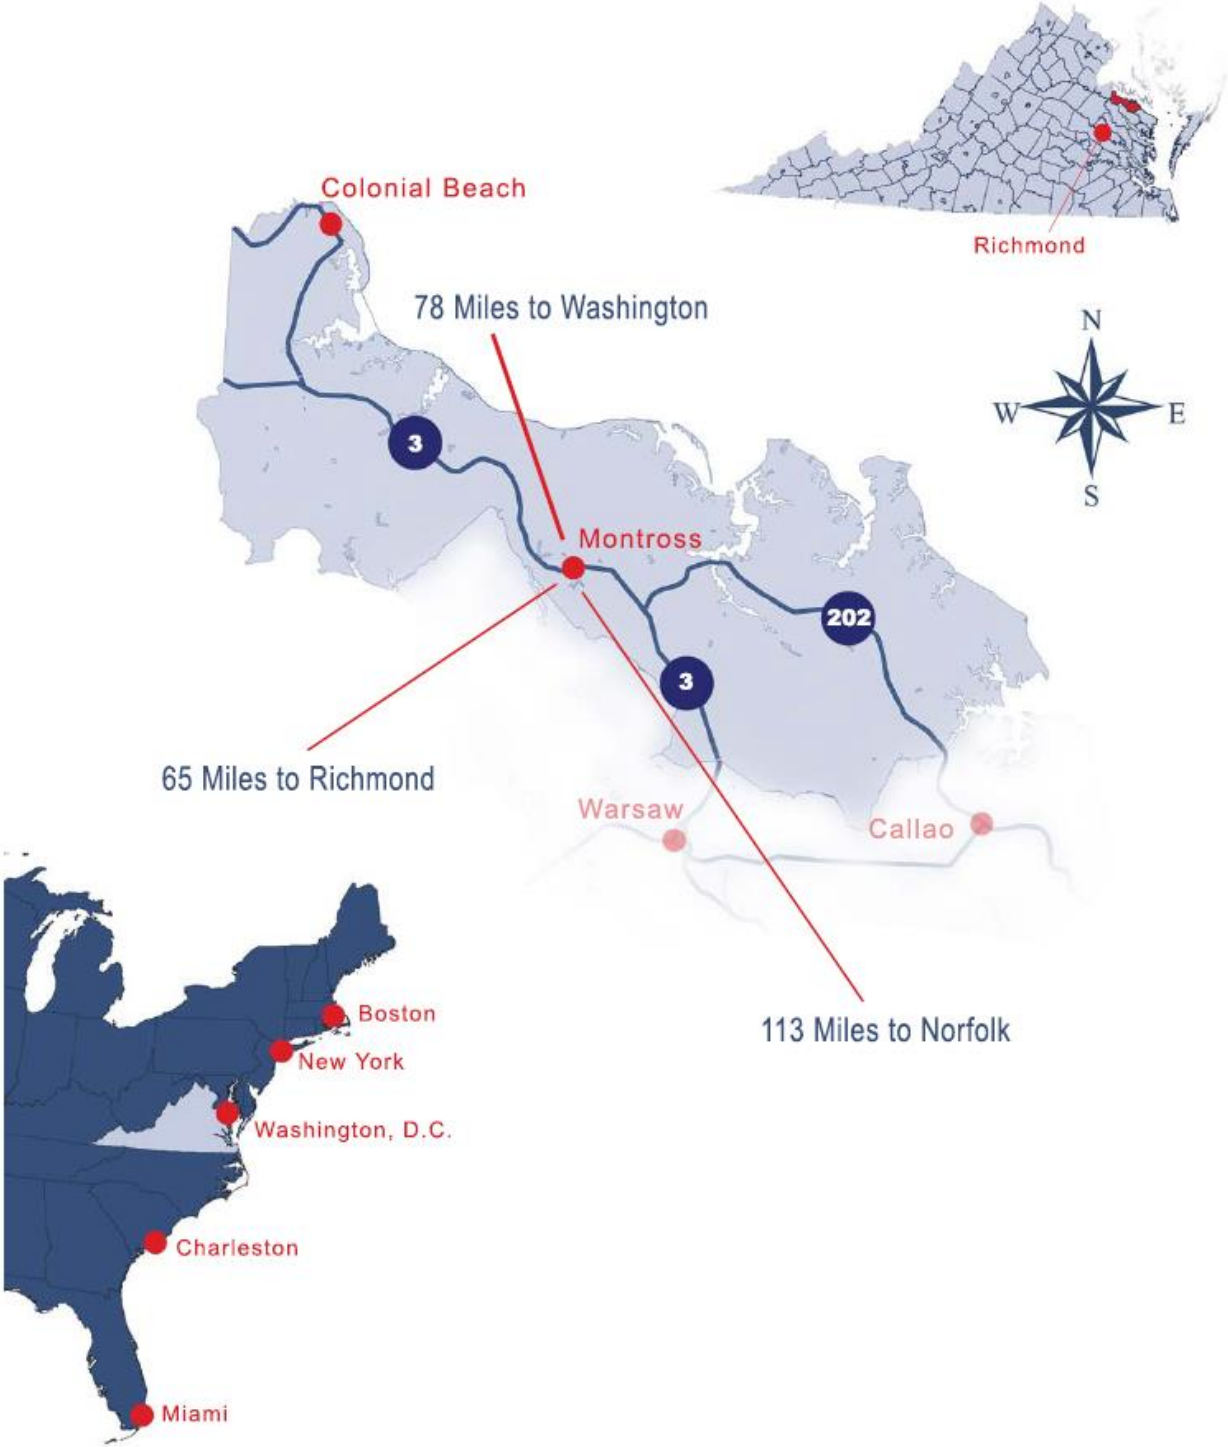 Colonial Beach
Richmond
78 Miles to Washington
N
W
E
S
3
Montross
202
3
65 Miles to Richmond
Warsaw
Callao
113 Miles to Norfolk
Boston
New York
Washington, D.C.
Charleston
Miami